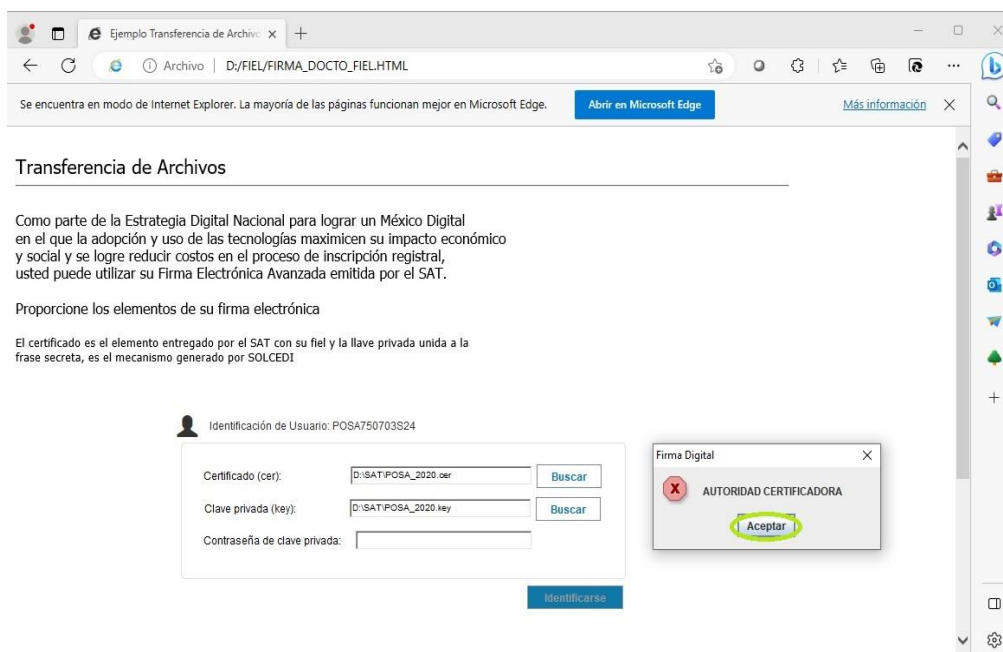 Ejemplo Transferencia de Archivo
Archivo | D:/FIEL/FIRMA_DOCTO_FIEL.HTML
Se encuentra en modo de Internet Explorer. La mayoría de las páginas funcionan mejor en Microsoft Edge.
Abrir en Microsoft Edge
Más información
Transferencia de Archivos
Como parte de la Estrategia Digital Nacional para lograr un México Digital
en el que la adopción y uso de las tecnologías maximicen su impacto económico
y social y se logre reducir costos en el proceso de inscripción registral,
usted puede utilizar su Firma Electrónica Avanzada emitida por el SAT.
Proporcione los elementos de su firma electrónica
El certificado es el elemento entregado por el SAT con su fiel y la llave privada unida a la
frase secreta, es el mecanismo generado por SOLCEDI
Identificación de Usuario: POSA750703S24
Certificado (cer):
D:\SAT\POSA_2020.cer
Buscar
Clave privada (key):
D:\SAT\POSA_2020.key
Buscar
Contraseña de clave privada:
Identificarse
Firma Digital
AUTORIDAD CERTIFICADORA
Aceptar